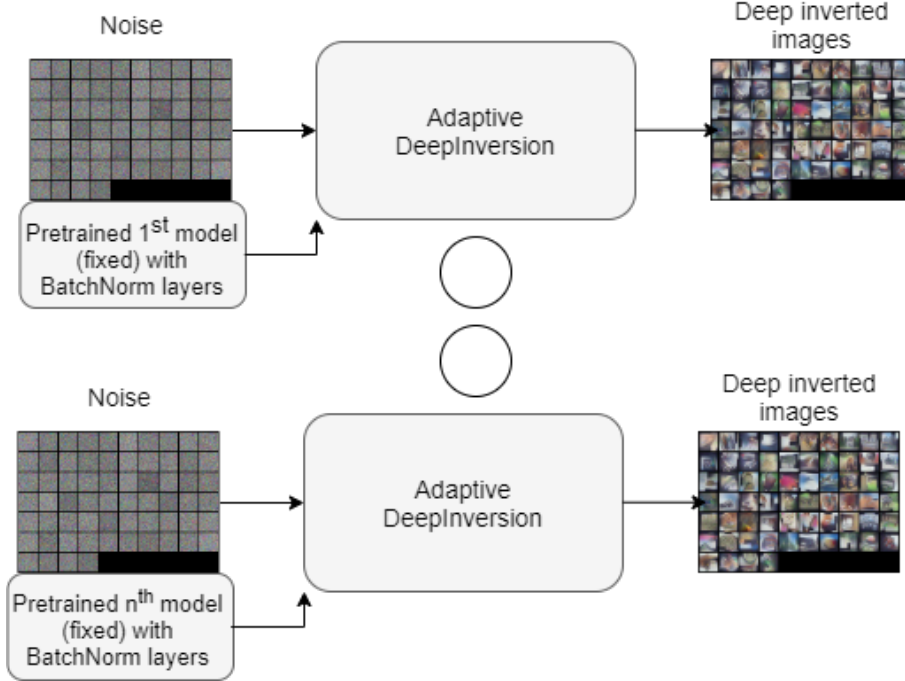 Noise
Deep inverted
images
Adaptive
DeepInversion
Pretrained 1st model
(fixed) with
BatchNorm layers
Noise
Deep inverted
images
Adaptive
DeepInversion
Pretrained nth model
(fixed) with
BatchNorm layers